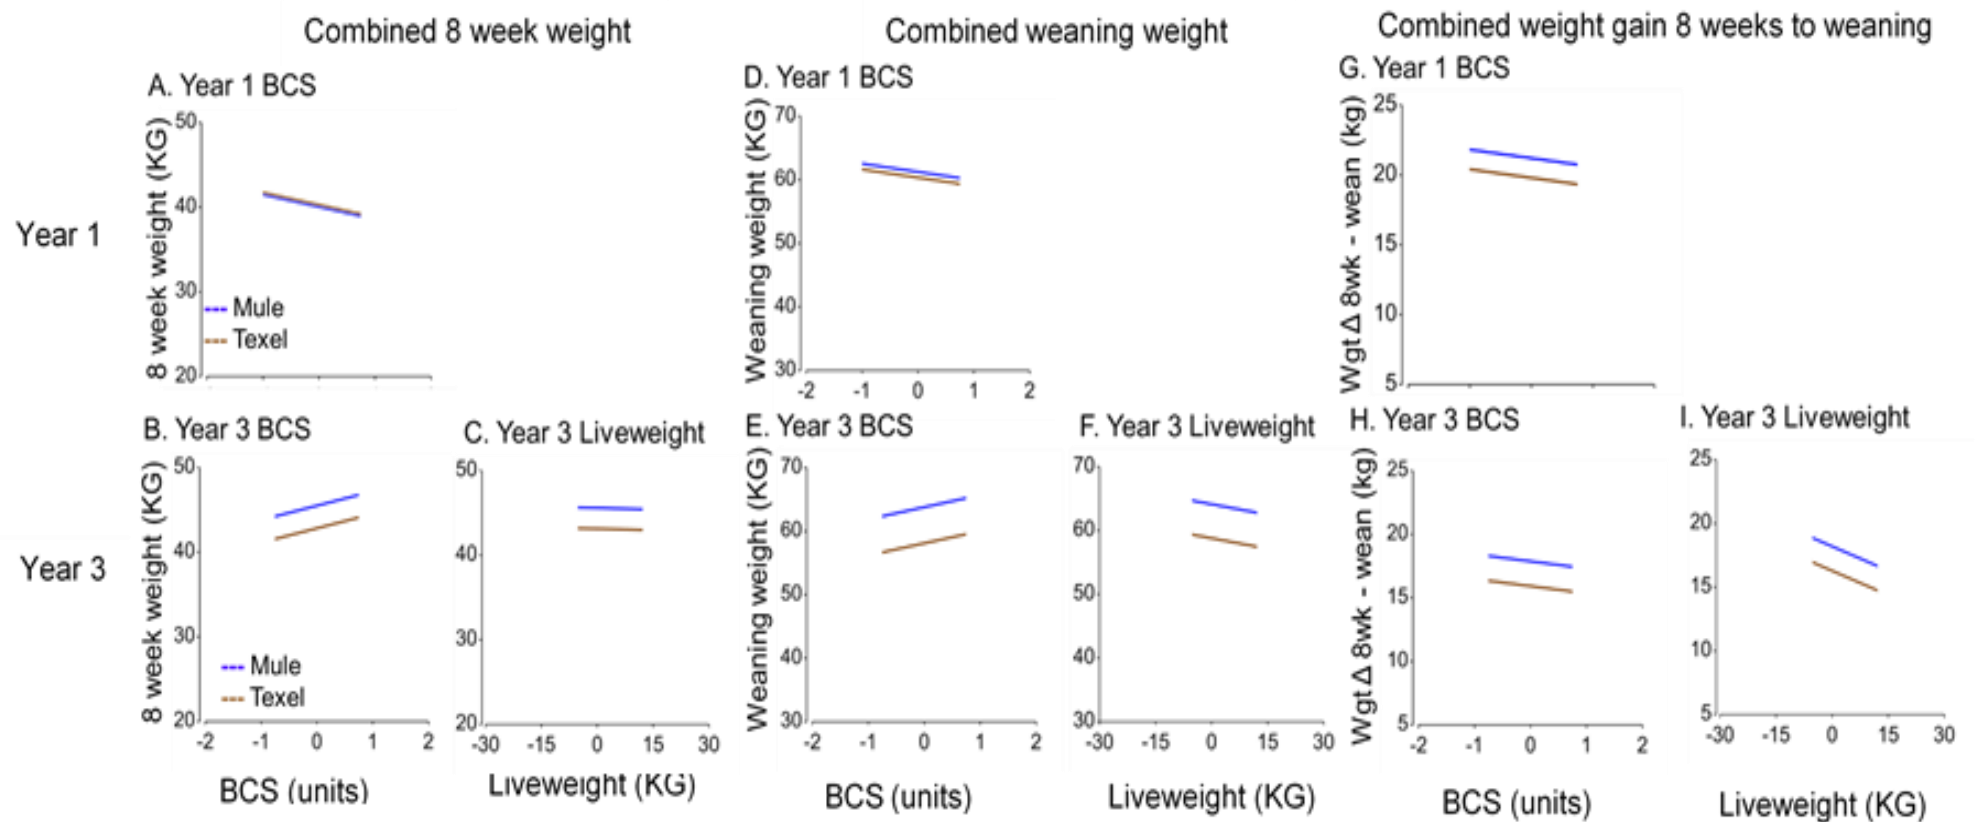 Combined 8 week weight
Combined weaning weight
Combined weight gain 8 weeks to weaning
Year 1
A. Year 1 BCS
8 week weight (KG)
50
40
30
20
Mule
Texel
D. Year 1 BCS
Weaning weight (KG)
70
60
50
40
30
-2 -1 0 1 2
G. Year 1 BCS
Wgt Δ 8wk - wean (kg)
25
20
15
10
5
Year 3
B. Year 3 BCS
8 week weight (KG)
50
40
30
20
Mule
Texel
-2 -1 0 1 2
BCS (units)
C. Year 3 Liveweight
50
40
30
20
-30 -15 0 15 30
Liveweight (KG)
E. Year 3 BCS
Weaning weight (KG)
70
60
50
40
30
-2 -1 0 1 2
BCS (units)
F. Year 3 Liveweight
70
60
50
40
30
-30 -15 0 15 30
Liveweight (KG)
H. Year 3 BCS
Wgt Δ 8wk - wean (kg)
25
20
15
10
5
-2 -1 0 1 2
BCS (units)
I. Year 3 Liveweight
25
20
15
10
5
-30 -15 0 15 30
Liveweight (KG)